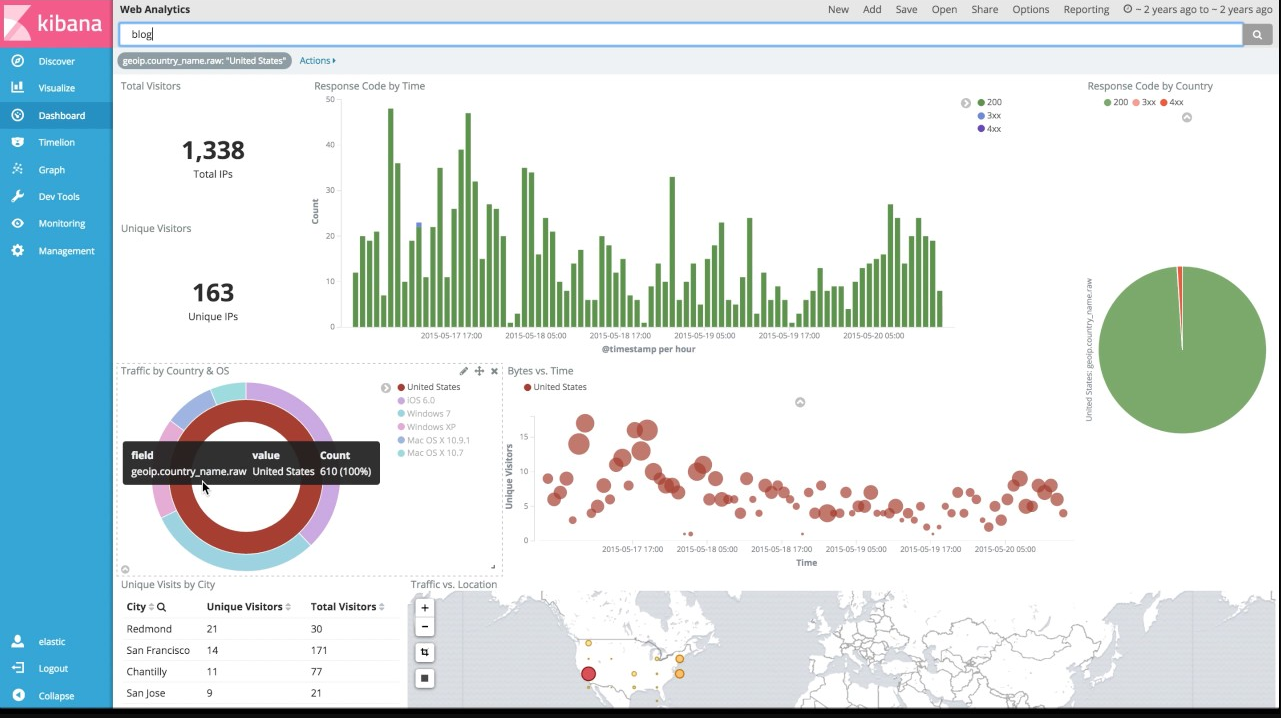 kibana
Discover
Visualize
Dashboard
Timelion
Graph
Dev Tools
Monitoring
Management
elastic
Logout
Collapse
Web Analytics
New Add Save Open Share Options Reporting ~ 2 years ago to ~ 2 years ago
blog
geoip.country_name.raw: "United States" Actions
Total Visitors
1,338
Total IPs
Unique Visitors
163
Unique IPs
Response Code by Time
200
3xx
4xx
50
40
30
20
10
0
Count
2015-05-17 17:00 2015-05-18 05:00 2015-05-18 17:00 2015-05-19 05:00 2015-05-19 17:00 2015-05-20 05:00
@timestamp per hour
Response Code by Country
200 3xx 4xx
United States: geoip.country_name.raw
Traffic by Country & OS
United States
iOS 6.0
Windows 7
Windows XP
Mac OS X 10.9.1
Mac OS X 10.7
field value Count
geoip.country_name.raw United States 610 (100%)
Bytes vs. Time
United States
15
10
5
0
Unique Visitors
2015-05-17 17:00 2015-05-18 05:00 2015-05-18 17:00 2015-05-19 05:00 2015-05-19 17:00 2015-05-20 05:00
Time
Unique Visits by City
City Unique Visitors Total Visitors
Redmond 21 30
San Francisco 14 171
Chantilly 11 77
San Jose 9 21
Traffic vs. Location
+
−